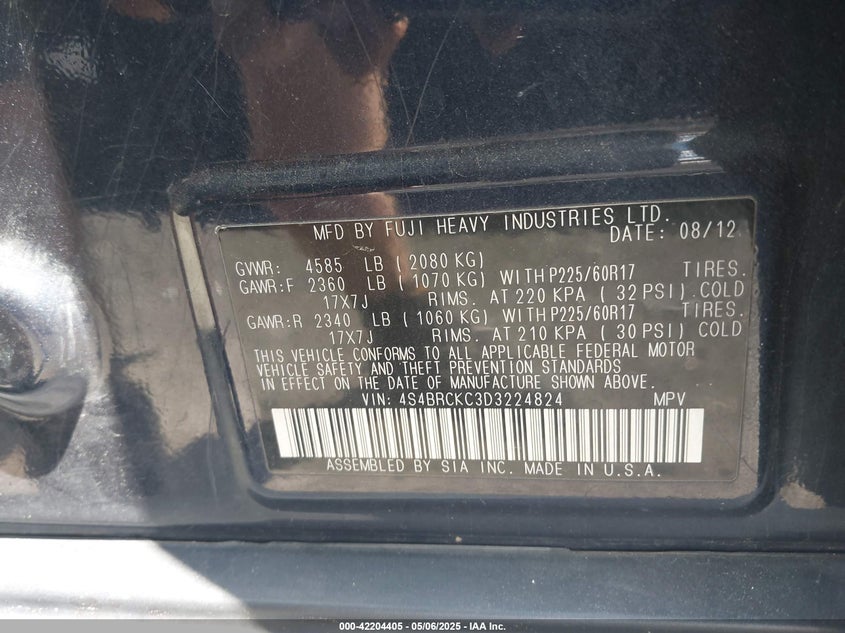 MFD BY FUJI HEAVY INDUSTRIES LTD.
DATE: 08/12
GVWR: 4585 LB ( 2080 KG)
GAWR:F 2360 LB ( 1070 KG) WITH P225/60R17 TIRES.
17X7J RIMS. AT 220 KPA ( 32 PSI) COLD
GAWR:R 2340 LB ( 1060 KG) WITH P225/60R17 TIRES.
17X7J RIMS. AT 210 KPA ( 30 PSI) COLD
THIS VEHICLE CONFORMS TO ALL APPLICABLE FEDERAL MOTOR
VEHICLE SAFETY AND THEFT PREVENTION STANDARDS
IN EFFECT ON THE DATE OF MANUFACTURE SHOWN ABOVE.
VIN: 4S4BRCKC3D3224824 MPV
ASSEMBLED BY SIA INC. MADE IN U.S.A.
000-42204405 - 05/06/2025 - IAA Inc.